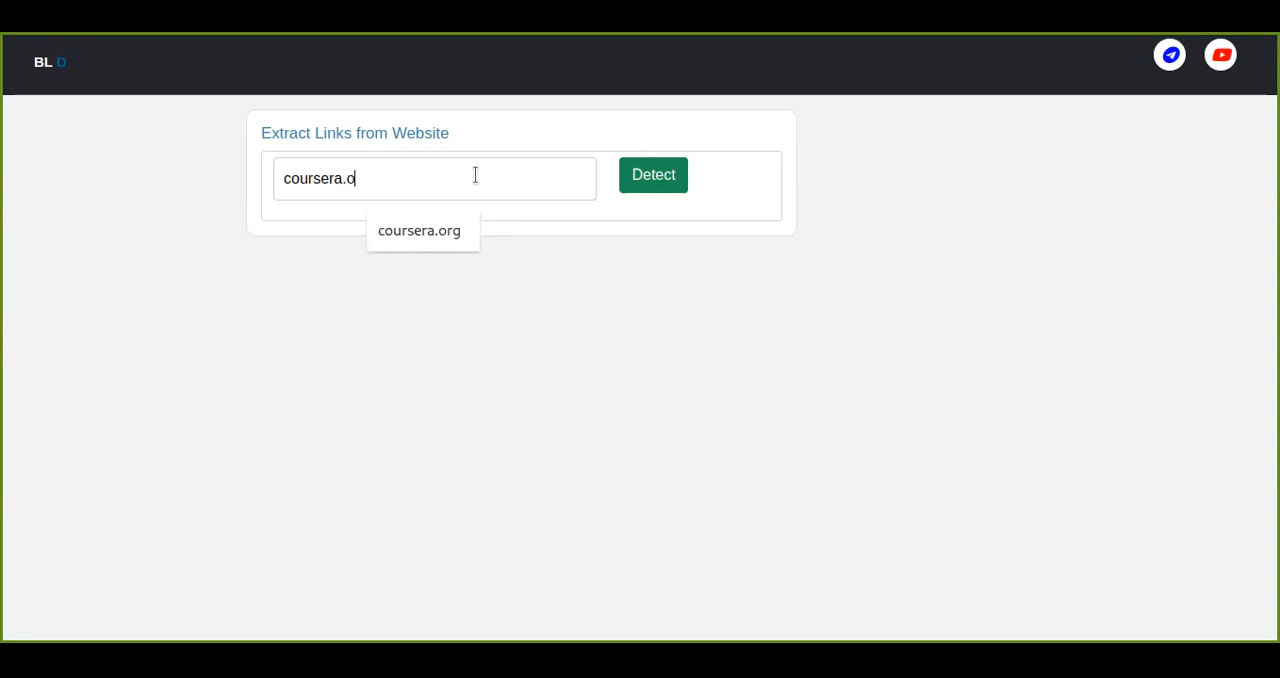 BL D
Extract Links from Website
coursera.o
Detect
coursera.org